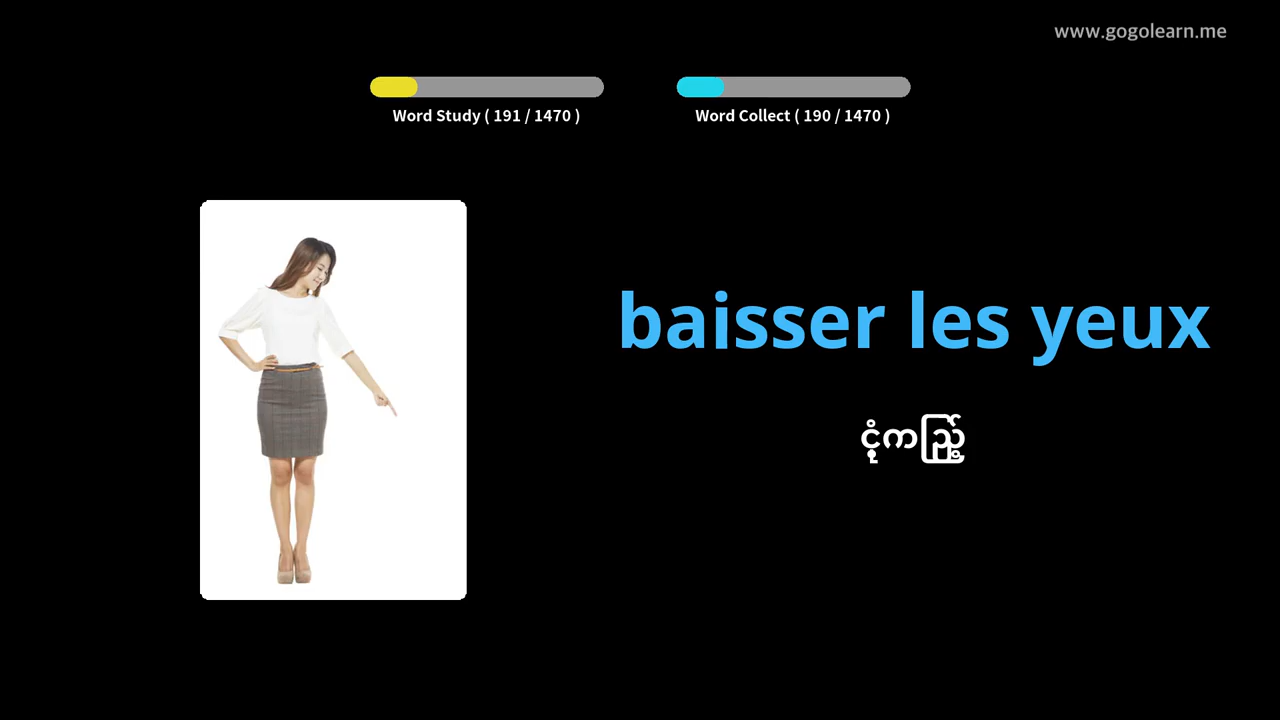 www.gogolearn.me
Word Study ( 191 / 1470 )
Word Collect ( 190 / 1470 )
baisser les yeux
ငုံ့ကြည့်